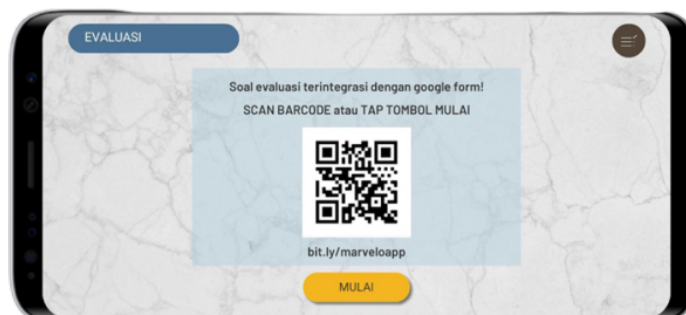 EVALUASI
Soal evaluasi terintegrasi dengan google form!
SCAN BARCODE atau TAP TOMBOL MULAI
bit.ly/marveloapp
MULAI